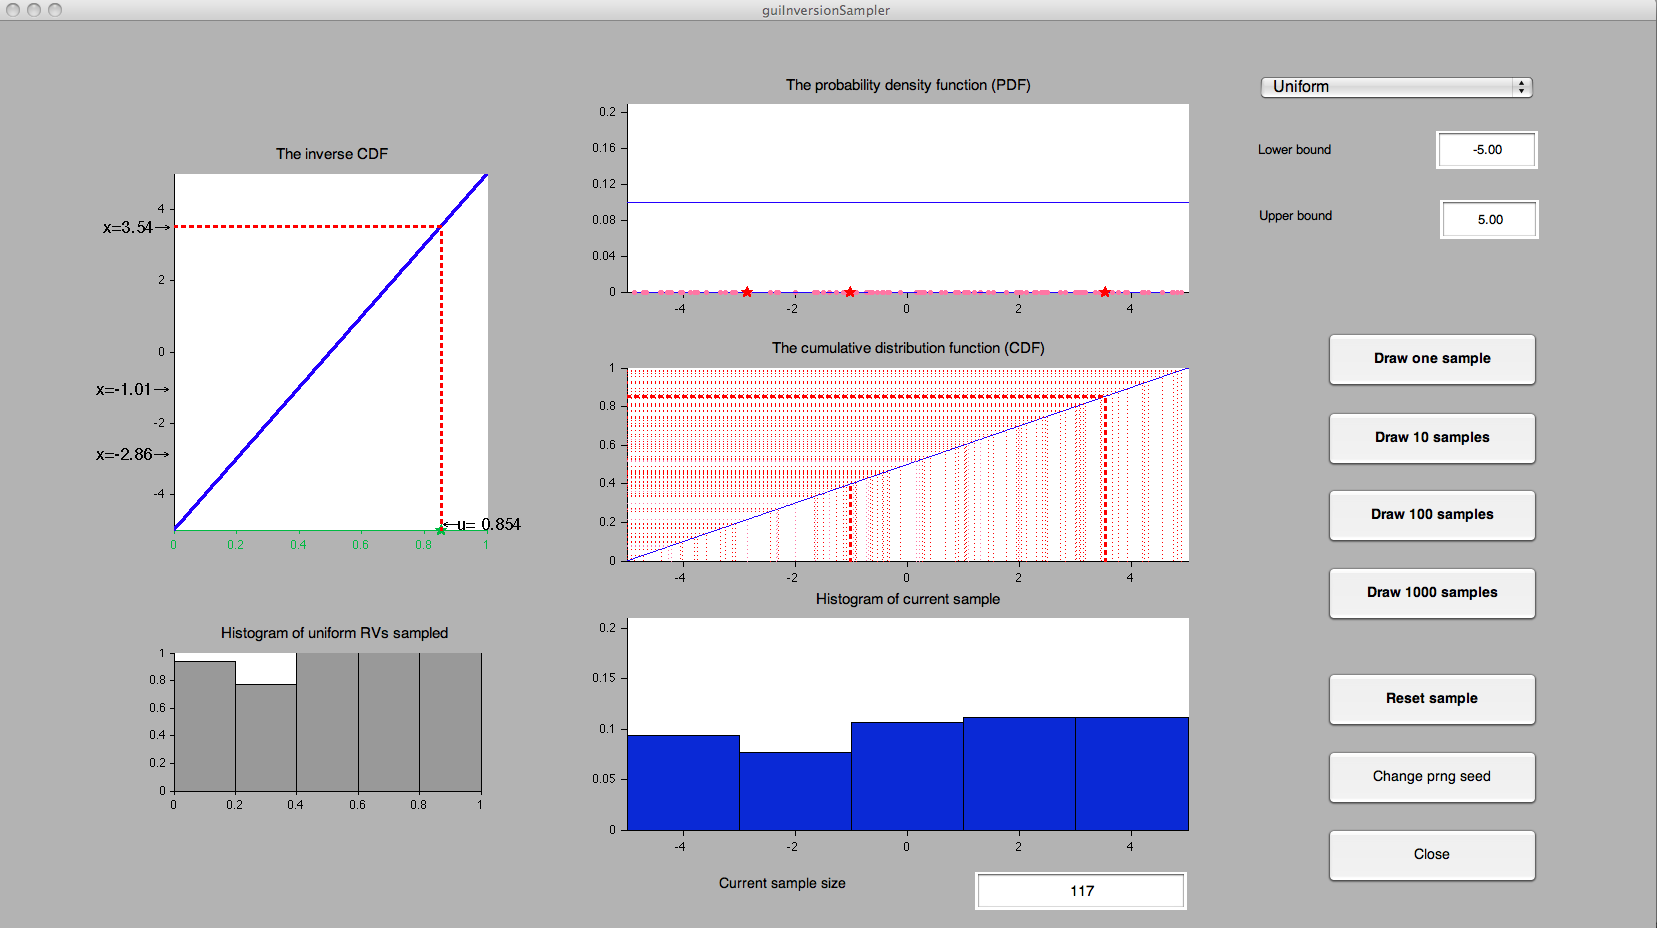 guiInversionSampler
The probability density function (PDF)
0.2
0.16
0.12
0.08
0.04
0
-4
-2
0
2
4
Uniform
Lower bound
-5.00
Upper bound
5.00
The inverse CDF
4
x=3.54→
2
0
x=-1.01→
-2
x=-2.86→
-4
←u= 0.854
0
0.2
0.4
0.6
0.8
1
The cumulative distribution function (CDF)
1
0.8
0.6
0.4
0.2
0
-4
-2
0
2
4
Draw one sample
Draw 10 samples
Draw 100 samples
Draw 1000 samples
Histogram of uniform RVs sampled
1
0.8
0.6
0.4
0.2
0
0
0.2
0.4
0.6
0.8
1
Histogram of current sample
0.2
0.15
0.1
0.05
0
-4
-2
0
2
4
Current sample size
117
Reset sample
Change prng seed
Close